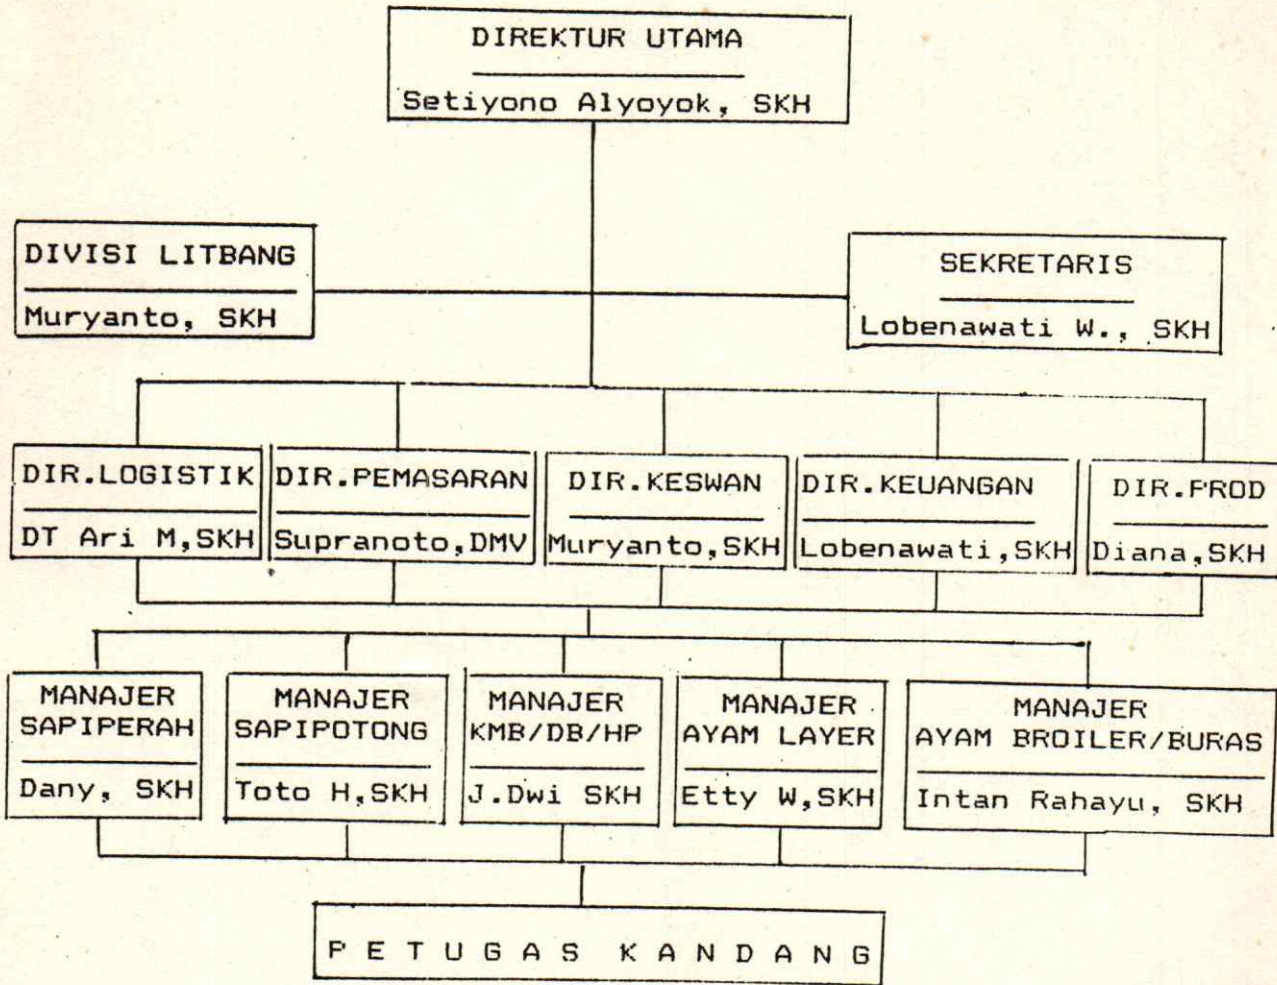 DIREKTUR UTAMA
Setiyono Alyoyok, SKH
DIVISI LITBANG
Muryanto, SKH
SEKRETARIS
Lobenawati W., SKH
DIR.LOGISTIK
DT Ari M,SKH
DIR.PEMASARAN
Supranoto,DMV
DIR.KESWAN
Muryanto,SKH
DIR.KEUANGAN
Lobenawati,SKH
DIR.PROD
Diana,SKH
MANAJER
SAPIPERAH
Dany, SKH
MANAJER
SAPIPOTONG
Toto H,SKH
MANAJER
KMB/DB/HP
J.Dwi SKH
MANAJER
AYAM LAYER
Etty W,SKH
MANAJER
AYAM BROILER/BURAS
Intan Rahayu, SKH
P E T U G A S K A N D A N G